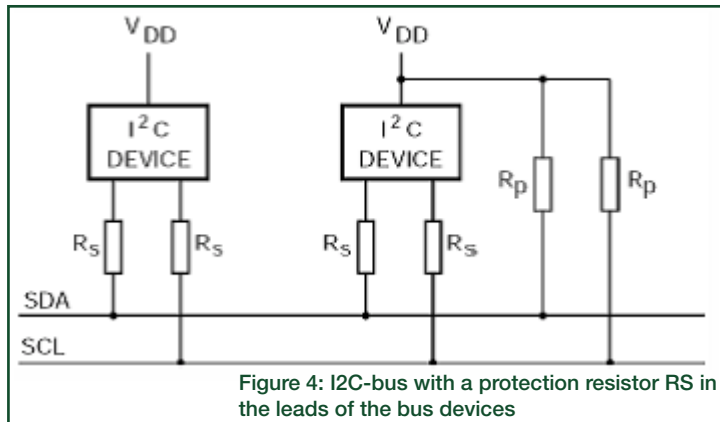 VDD VDD
I²C DEVICE
I²C DEVICE
Rp Rp
Rs Rs Rs Rs
SDA
SCL
Figure 4: I2C-bus with a protection resistor RS in
the leads of the bus devices